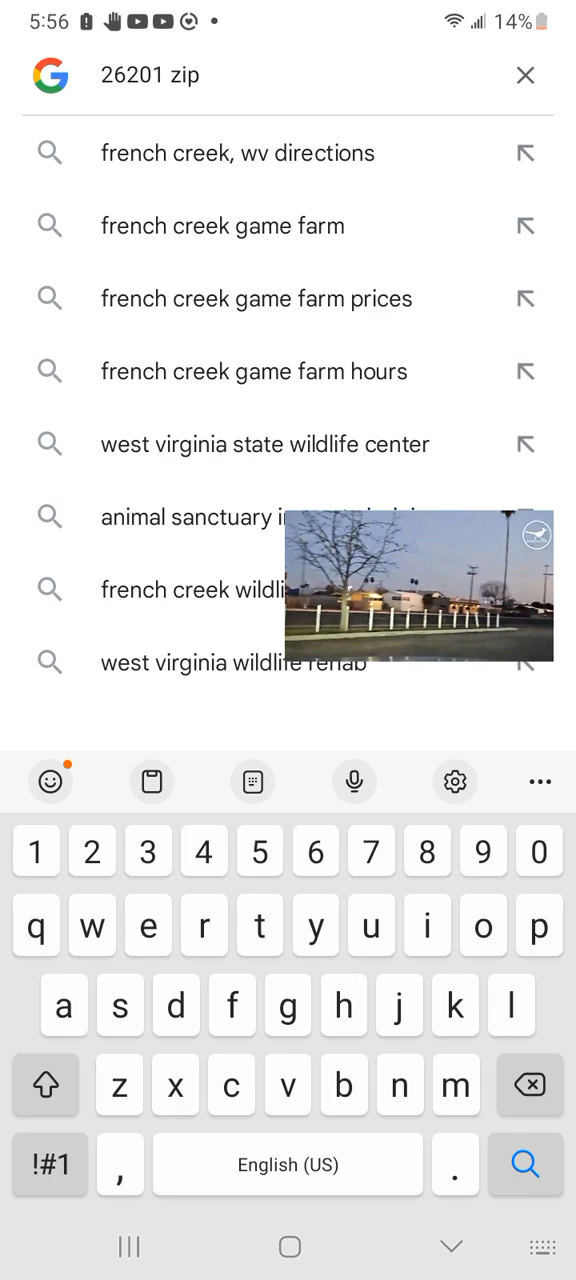 5:56
14%
26201 zip
french creek, wv directions
french creek game farm
french creek game farm prices
french creek game farm hours
west virginia state wildlife center
animal sanctuary
french creek
west virginia wildlife rehab
1 2 3 4 5 6 7 8 9 0
q w e r t y u i o p
a s d f g h j k l
z x c v b n m
!#1 , English (US) .